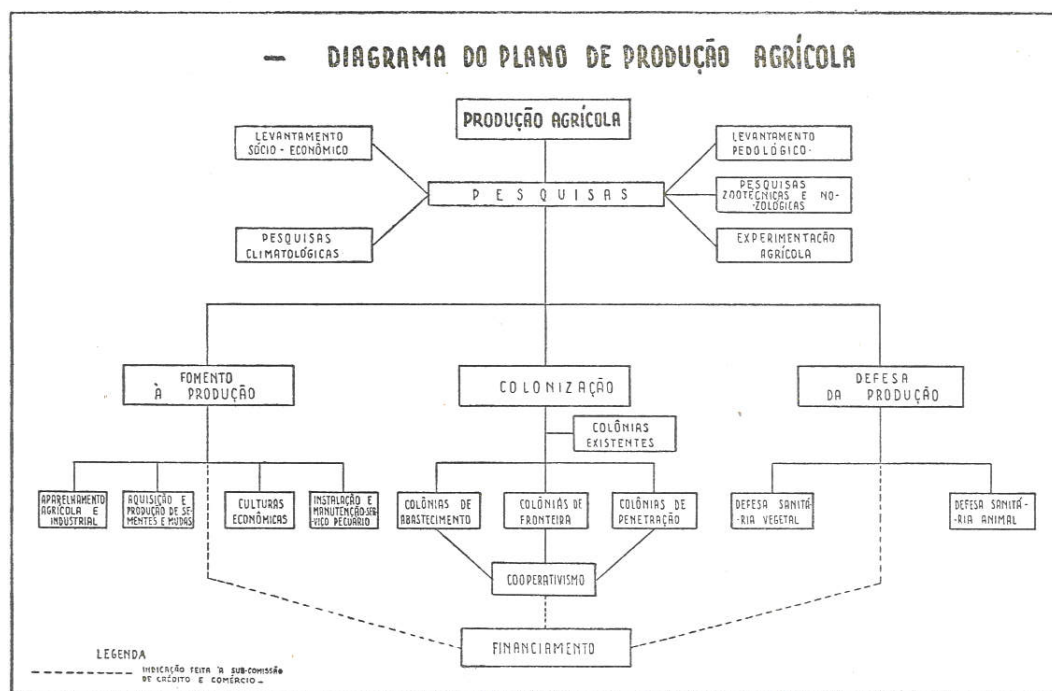 — DIAGRAMA DO PLANO DE PRODUÇÃO AGRÍCOLA
PRODUÇÃO AGRÍCOLA
LEVANTAMENTO
SÓCIO - ECONÔMICO
LEVANTAMENTO
PEDOLÓGICO-
PESQUISAS
PESQUISAS
ZOOTÉCNICAS E NO-
-ZOLÓGICAS
PESQUISAS
CLIMATOLÓGICAS
EXPERIMENTAÇÃO
AGRÍCOLA
FOMENTO
À PRODUÇÃO
COLONIZAÇÃO
DEFESA
DA PRODUÇÃO
COLÔNIAS
EXISTENTES
APARELHAMENTO
AGRÍCOLA E
INDUSTRIAL
AQUISIÇÃO E
PRODUÇÃO DE SE-
MENTES E MUDAS
CULTURAS
ECONÔMICAS
INSTALAÇÃO E
MANUTENÇÃO-SER-
VIÇO PECUARIO
COLÔNIAS DE
ABASTECIMENTO
COLÔNIAS DE
FRONTEIRA
COLÔNIAS DE
PENETRAÇÃO
DEFESA SANITÁ-
-RIA VEGETAL
DEFESA SANITÁ-
-RIA ANIMAL
COOPERATIVISMO
FINANCIAMENTO
LEGENDA
INDICAÇÃO FEITA À SUB-COMISSÃO
DE CRÉDITO E COMÉRCIO-